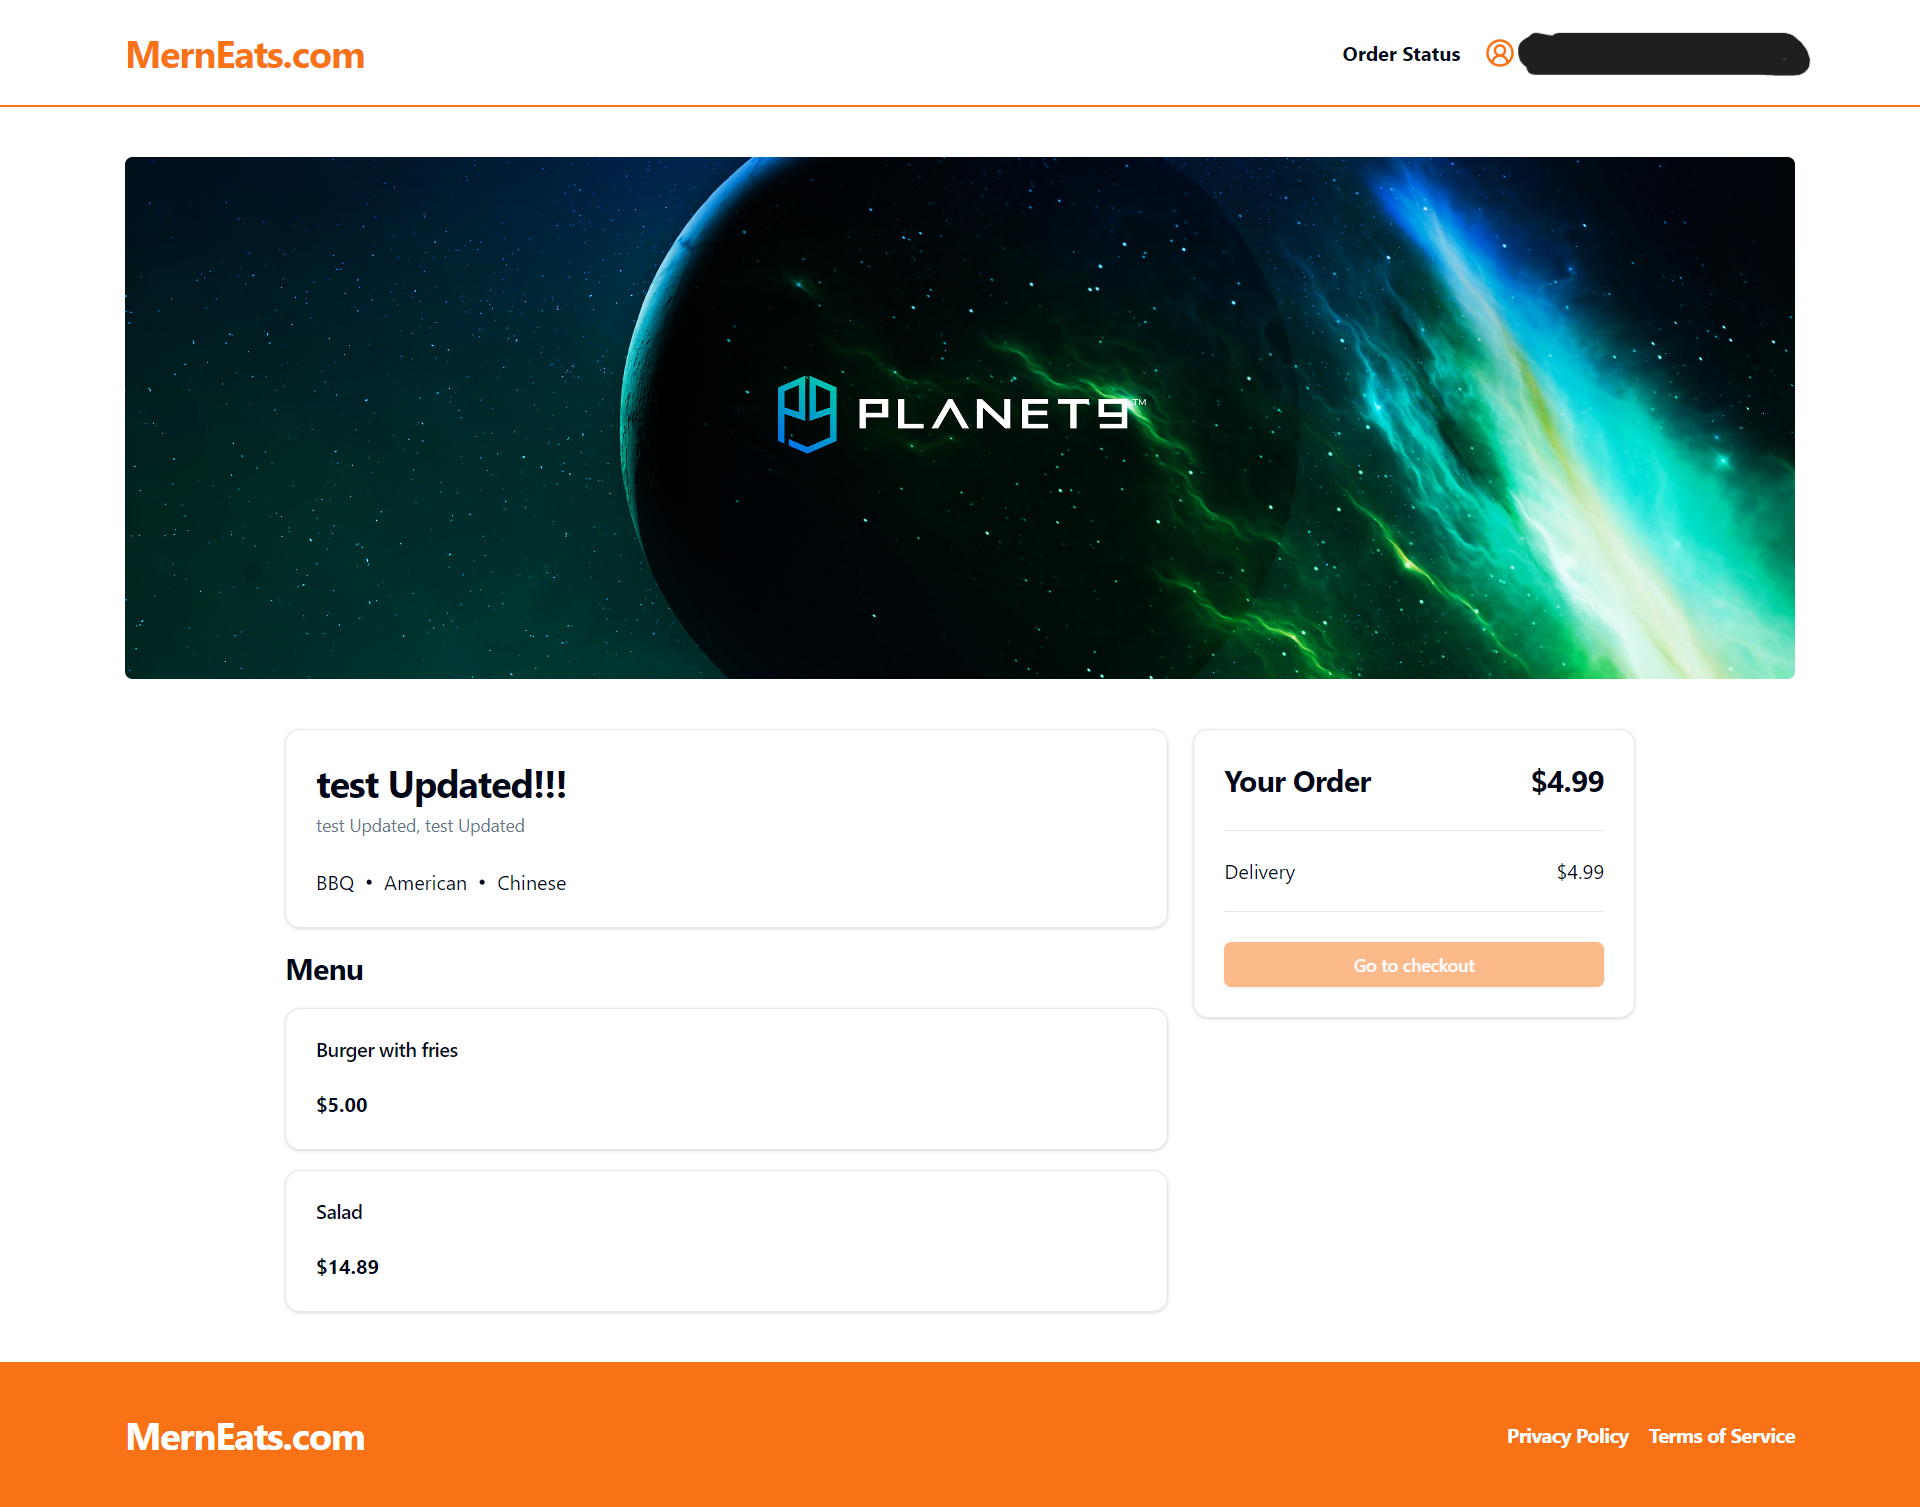 MernEats.com
Order Status
PLANET9™
test Updated!!!
test Updated, test Updated
BBQ • American • Chinese
Menu
Burger with fries
$5.00
Salad
$14.89
Your Order $4.99
Delivery $4.99
Go to checkout
MernEats.com
Privacy Policy Terms of Service